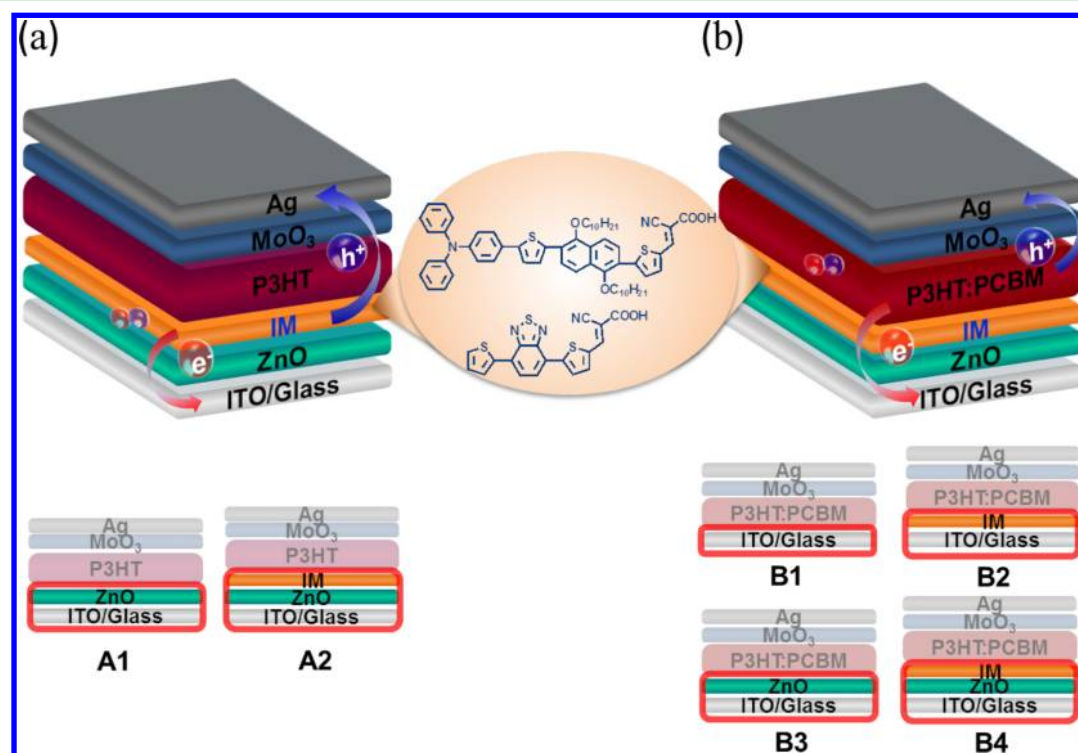 (a)
(b)
Ag
MoO₃
h⁺
P3HT
IM
e⁻
ZnO
ITO/Glass
OC₁₀H₂₁
NC
COOH
S
N
S
OC₁₀H₂₁
S
N
N
NC
COOH
S
S
Ag
MoO₃
h⁺
P3HT:PCBM
IM
e⁻
ZnO
ITO/Glass
Ag
MoO₃
P3HT
ZnO
ITO/Glass
A1
Ag
MoO₃
P3HT
IM
ZnO
ITO/Glass
A2
Ag
MoO₃
P3HT:PCBM
ITO/Glass
B1
Ag
MoO₃
P3HT:PCBM
IM
ITO/Glass
B2
Ag
MoO₃
P3HT:PCBM
ZnO
ITO/Glass
B3
Ag
MoO₃
P3HT:PCBM
IM
ZnO
ITO/Glass
B4